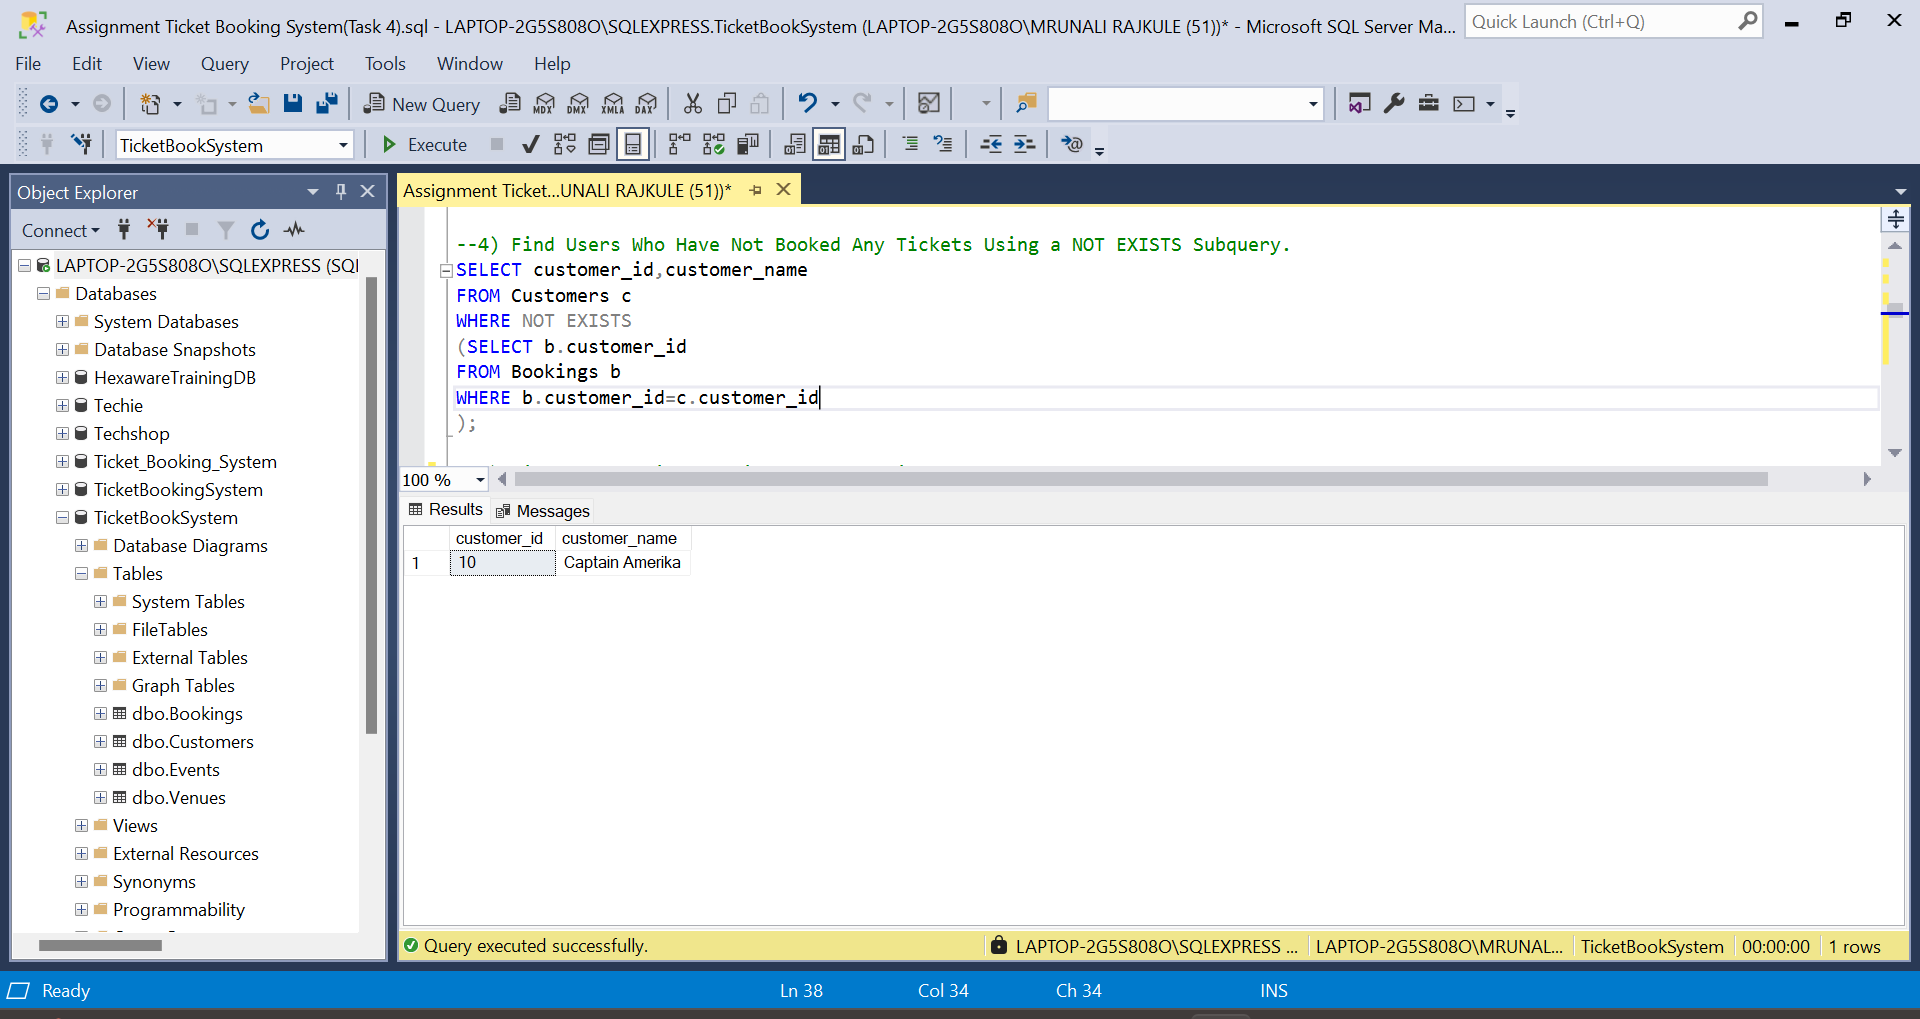 Assignment Ticket Booking System(Task 4).sql - LAPTOP-2G5S808O\SQLEXPRESS.TicketBookSystem (LAPTOP-2G5S808O\MRUNALI RAJKULE (51))* - Microsoft SQL Server Ma...
Quick Launch (Ctrl+Q)
File Edit View Query Project Tools Window Help
New Query MDX DMX XMLA DAX
TicketBookSystem Execute
Object Explorer
Connect
LAPTOP-2G5S808O\SQLEXPRESS (SQL
Databases
System Databases
Database Snapshots
HexawareTrainingDB
Techie
Techshop
Ticket_Booking_System
TicketBookingSystem
TicketBookSystem
Database Diagrams
Tables
System Tables
FileTables
External Tables
Graph Tables
dbo.Bookings
dbo.Customers
dbo.Events
dbo.Venues
Views
External Resources
Synonyms
Programmability
Assignment Ticket...UNALI RAJKULE (51))*
--4) Find Users Who Have Not Booked Any Tickets Using a NOT EXISTS Subquery.
SELECT customer_id,customer_name
FROM Customers c
WHERE NOT EXISTS
(SELECT b.customer_id
FROM Bookings b
WHERE b.customer_id=c.customer_id
);
100 %
Results Messages
customer_id customer_name
1 10 Captain Amerika
Query executed successfully. LAPTOP-2G5S808O\SQLEXPRESS ... LAPTOP-2G5S808O\MRUNAL... TicketBookSystem 00:00:00 1 rows
Ready Ln 38 Col 34 Ch 34 INS